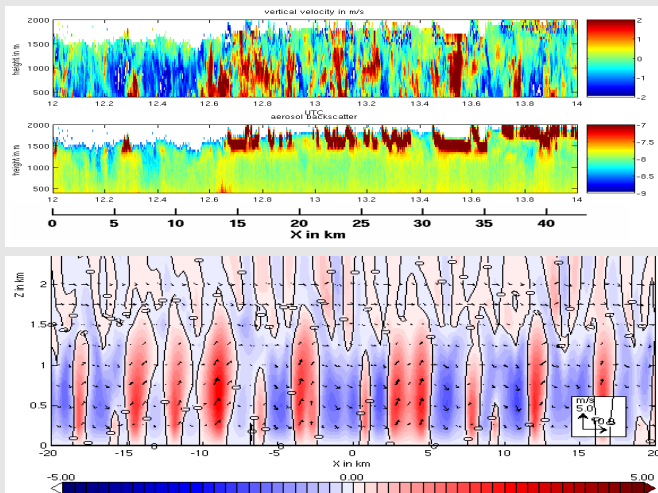 vertical velocity in m/s
2000
1500
1000
500
height in m
12 12.2 12.4 12.6 12.8 13 13.2 13.4 13.6 13.8 14
2
1
0
-1
-2
UTC
aerosol backscatter
2000
1500
1000
500
height in m
12 12.2 12.4 12.6 12.8 13 13.2 13.4 13.6 13.8 14
-7
-7.5
-8
-8.5
-9
0 5 10 15 20 25 30 35 40
X in km
Z in km
2
1.5
1
0.5
0
-20 -15 -10 -5 0 5 10 15 20
X in km
m/s
5.0
-5.00 0.00 5.00